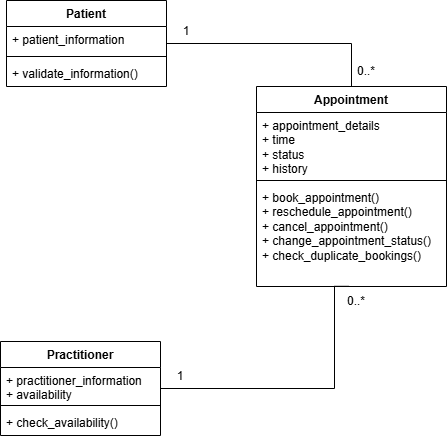 Patient
+ patient_information
+ validate_information()
1
0..*
Appointment
+ appointment_details
+ time
+ status
+ history
+ book_appointment()
+ reschedule_appointment()
+ cancel_appointment()
+ change_appointment_status()
+ check_duplicate_bookings()
0..*
Practitioner
+ practitioner_information
+ availability
+ check_availability()
1